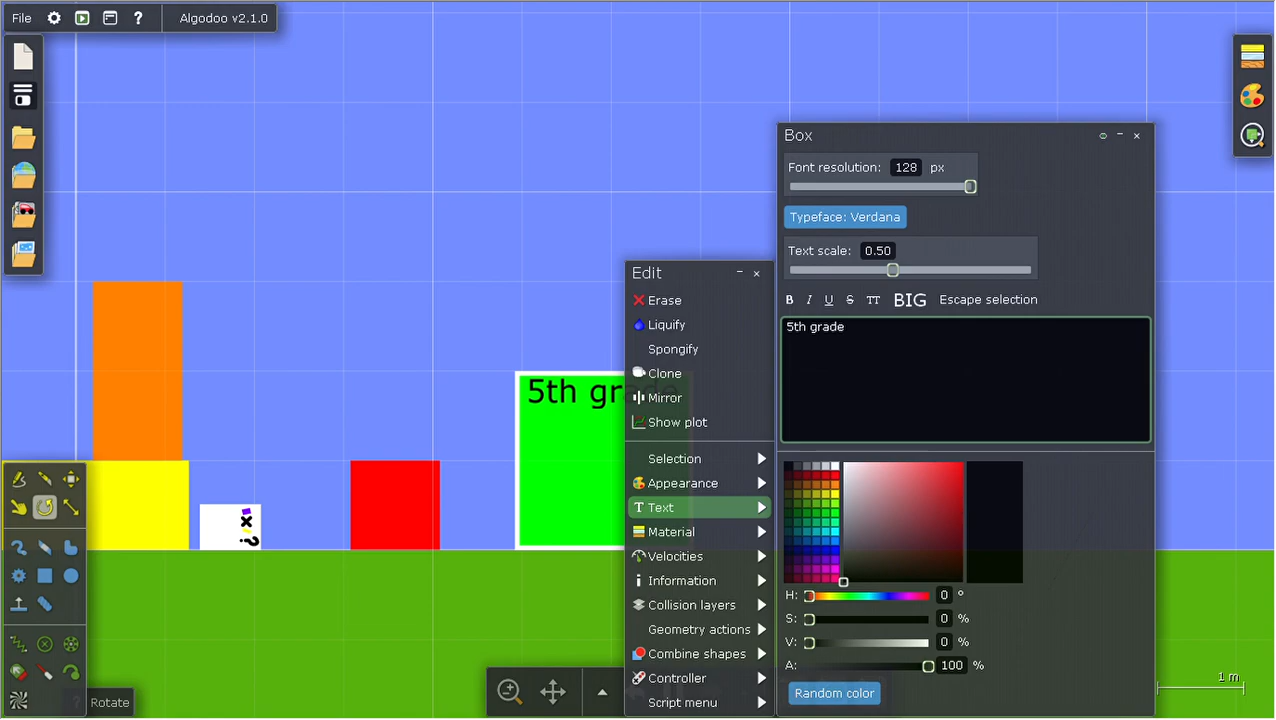 File
?
Algodoo v2.1.0
Box
Font resolution: 128 px
Typeface: Verdana
Text scale: 0.50
B I U S TT BIG Escape selection
5th grade
Edit
Erase
Liquify
Spongify
Clone
Mirror
Show plot
Selection
Appearance
T Text
Material
Velocities
i Information
Collision layers
Geometry actions
Combine shapes
Controller
Script menu
5th grade
x
?
H: 0 °
S: 0 %
V: 0 %
A: 100 %
Random color
? Rotate
1 m